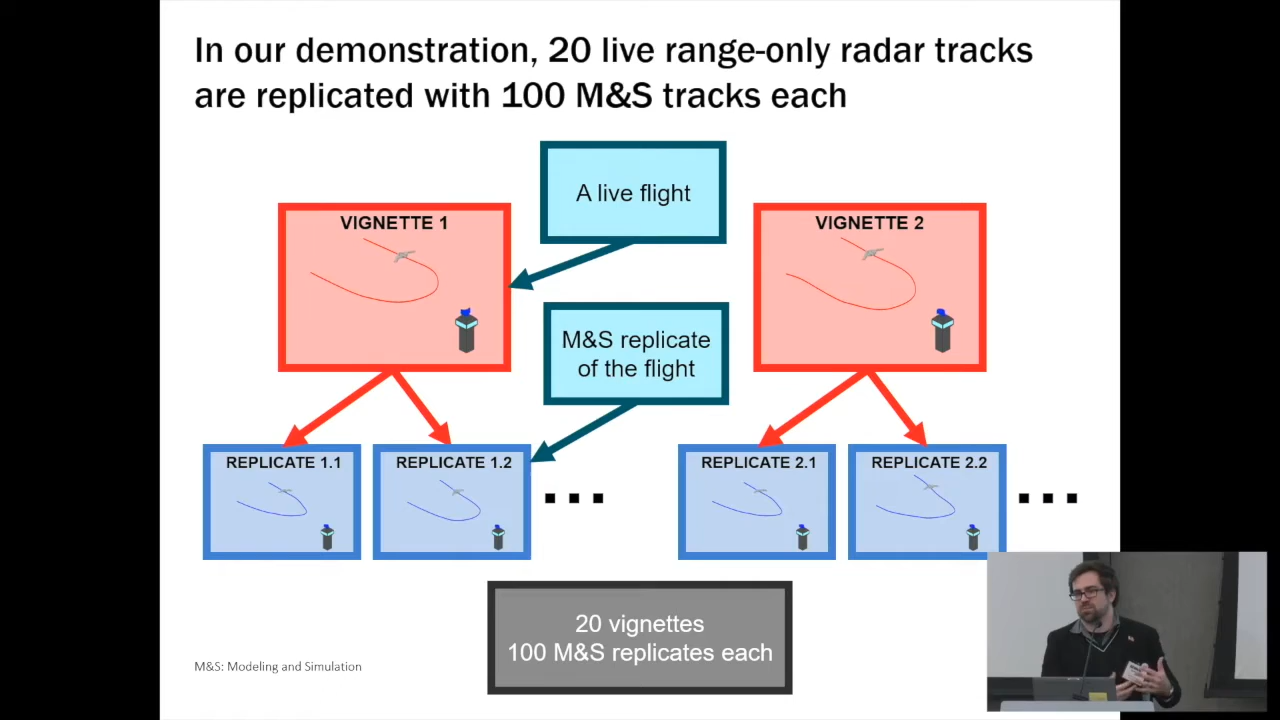 In our demonstration, 20 live range-only radar tracks
are replicated with 100 M&S tracks each
A live flight
VIGNETTE 1
VIGNETTE 2
M&S replicate
of the flight
REPLICATE 1.1
REPLICATE 1.2
REPLICATE 2.1
REPLICATE 2.2
20 vignettes
100 M&S replicates each
M&S: Modeling and Simulation